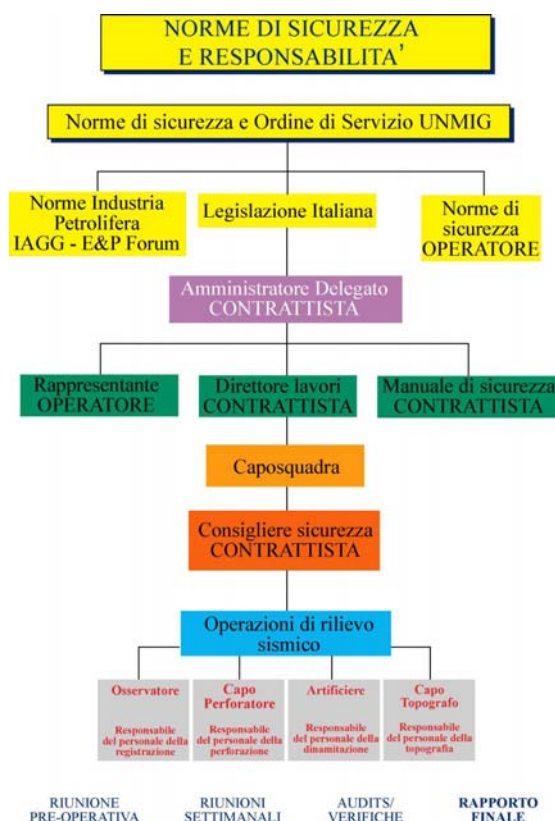 NORME DI SICUREZZA
E RESPONSABILITA'
Norme di sicurezza e Ordine di Servizio UNMIG
Norme Industria
Petrolifera
IAGG - E&P Forum
Legislazione Italiana
Norme di
sicurezza
OPERATORE
Amministratore Delegato
CONTRATTISTA
Rappresentante
OPERATORE
Direttore lavori
CONTRATTISTA
Manuale di sicurezza
CONTRATTISTA
Caposquadra
Consigliere sicurezza
CONTRATTISTA
Operazioni di rilievo
sismico
Osservatore
Responsabile
del personale della
registrazione
Capo
Perforatore
Responsabile
del personale della
perforazione
Artificiere
Responsabile
del personale della
dinamitazione
Capo
Topografo
Responsabile
del personale della
topografia
RIUNIONE
PRE-OPERATIVA
RIUNIONI
SETTIMANALI
AUDITS/
VERIFICHE
RAPPORTO
FINALE